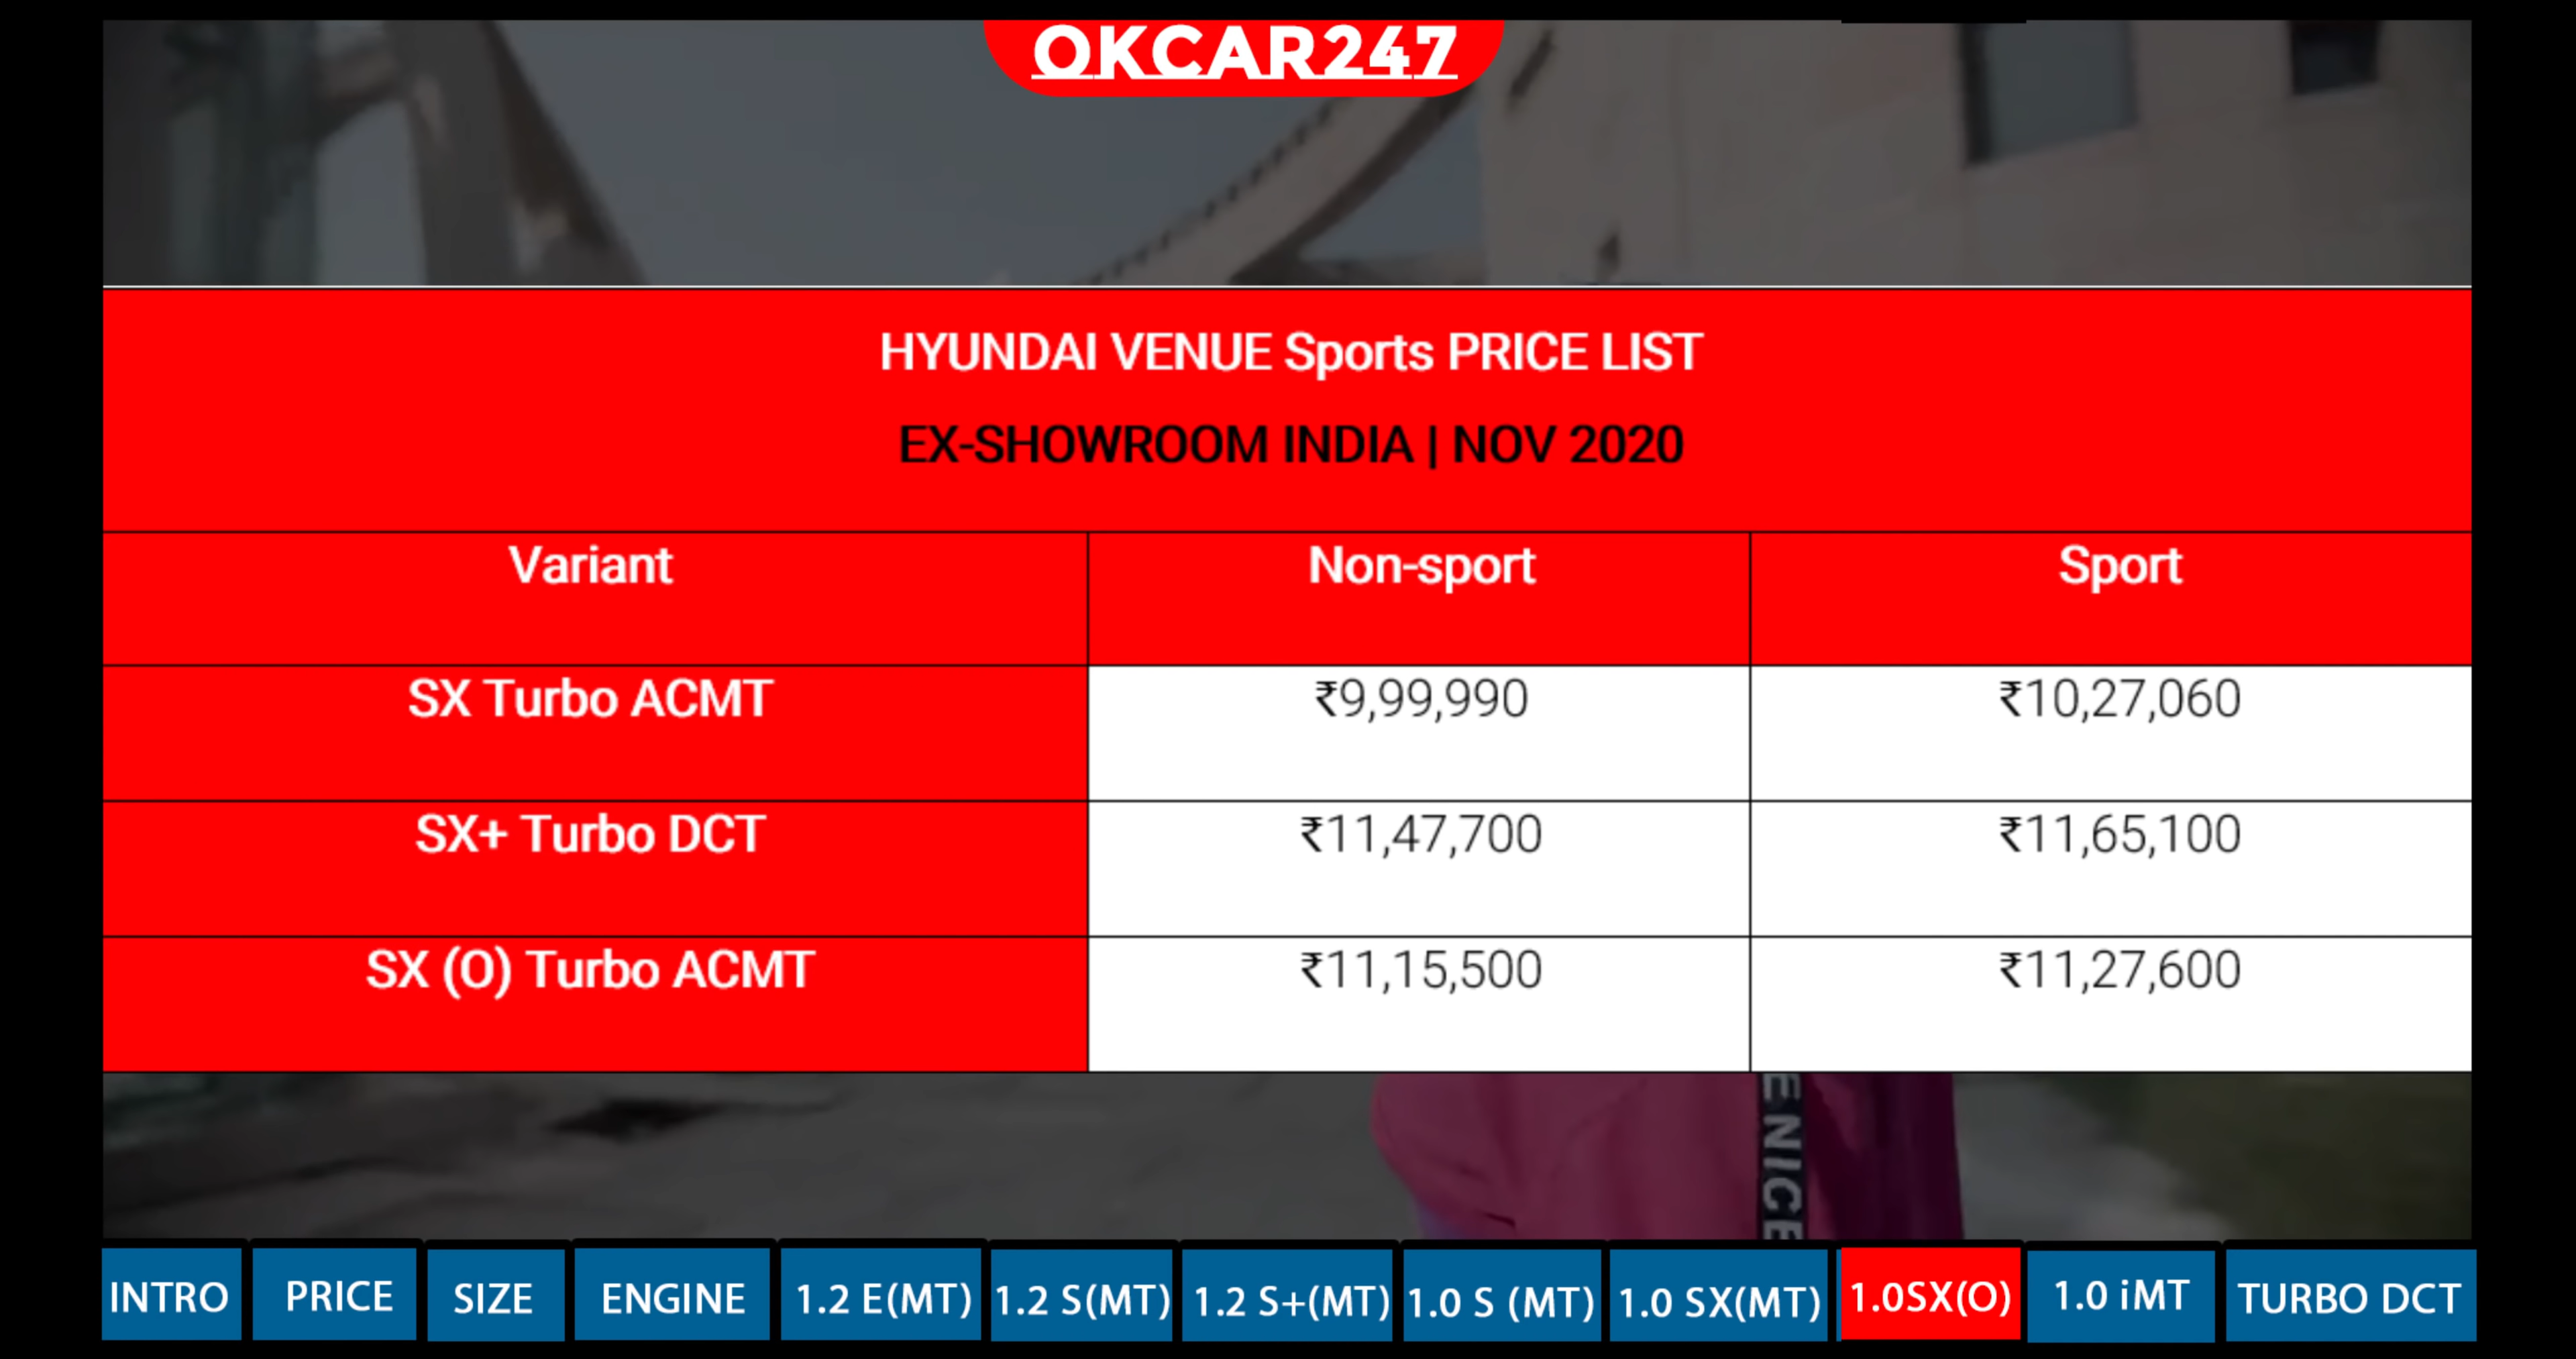 OKCAR247
HYUNDAI VENUE Sports PRICE LIST
EX-SHOWROOM INDIA | NOV 2020
Variant Non-sport Sport
SX Turbo ACMT ₹9,99,990 ₹10,27,060
SX+ Turbo DCT ₹11,47,700 ₹11,65,100
SX (O) Turbo ACMT ₹11,15,500 ₹11,27,600
ENICE
INTRO PRICE SIZE ENGINE 1.2 E(MT) 1.2 S(MT) 1.2 S+(MT) 1.0 S (MT) 1.0 SX(MT) 1.0SX(O) 1.0 iMT TURBO DCT